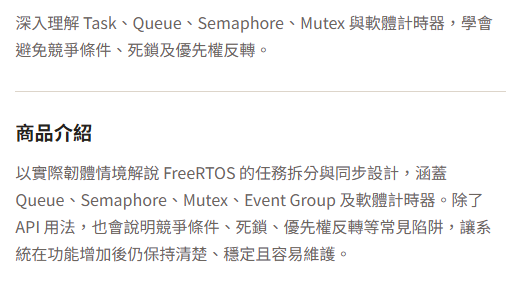 深入理解 Task、Queue、Semaphore、Mutex 與軟體計時器，學會
避免競爭條件、死鎖及優先權反轉。
商品介紹
以實際韌體情境解說 FreeRTOS 的任務拆分與同步設計，涵蓋
Queue、Semaphore、Mutex、Event Group 及軟體計時器。除了
API 用法，也會說明競爭條件、死鎖、優先權反轉等常見陷阱，讓系
統在功能增加後仍保持清楚、穩定且容易維護。